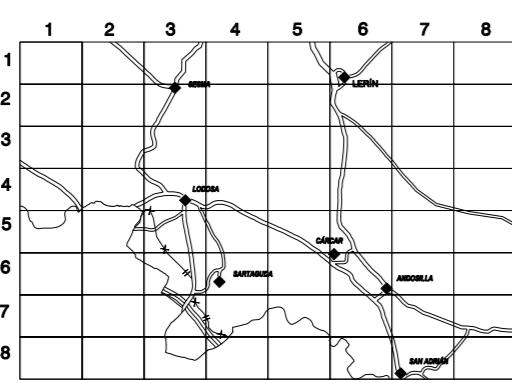 1 2 3 4 5 6 7 8
1
SESMA
LERÍN
2
3
4
LODOSA
5
CÁRCAR
6
SARTAGUDA
ANDOSILLA
7
8
SAN ADRIÁN